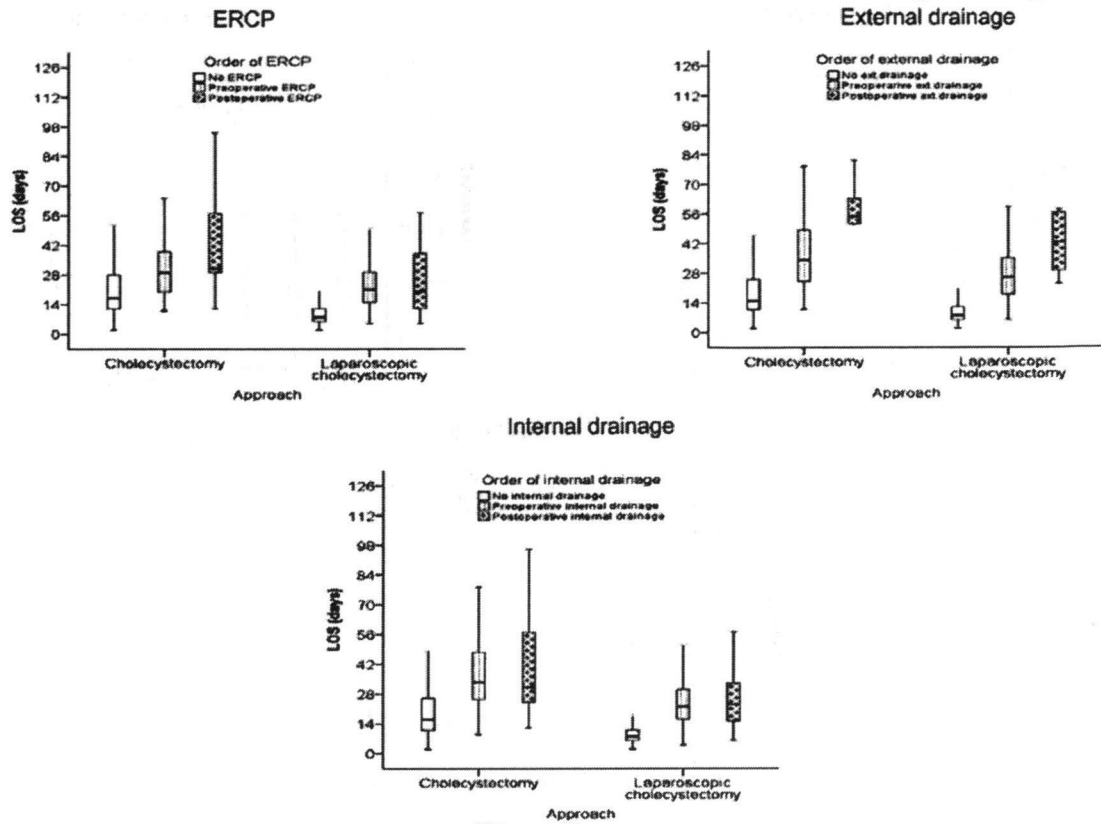 ERCP
Order of ERCP
No ERCP
Preoperative ERCP
Postoperative ERCP
126
112
98
84
70
56
42
28
14
0
LOS (days)
Cholecystectomy
Laparoscopic
cholecystectomy
Approach
External drainage
Order of external drainage
No ext.drainage
Preoperative ext.drainage
Postoperative ext.drainage
126
112
98
84
70
56
42
28
14
0
LOS (days)
Cholecystectomy
Laparoscopic
cholecystectomy
Approach
Internal drainage
Order of internal drainage
No internal drainage
Preoperative internal drainage
Postoperative internal drainage
126
112
98
84
70
56
42
28
14
0
LOS (days)
Cholecystectomy
Laparoscopic
cholecystectomy
Approach